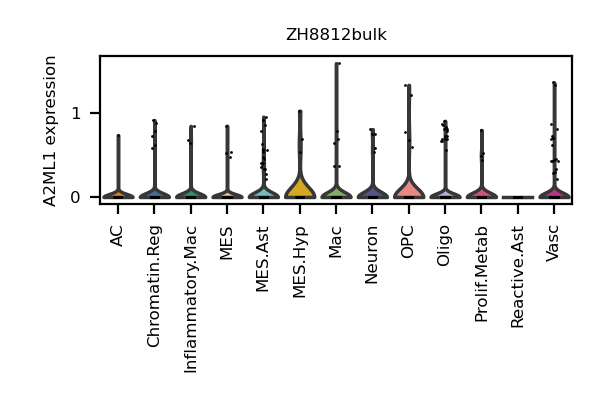 ZH8812bulk
A2ML1 expression
1
0
AC
Chromatin.Reg
Inflammatory.Mac
MES
MES.Ast
MES.Hyp
Mac
Neuron
OPC
Oligo
Prolif.Metab
Reactive.Ast
Vasc